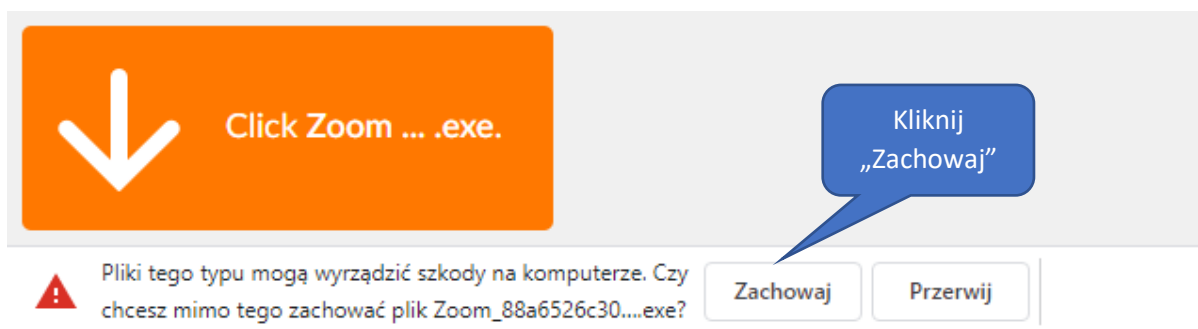 Click Zoom ... .exe.
Kliknij
„Zachowaj”
Pliki tego typu mogą wyrządzić szkody na komputerze. Czy
chcesz mimo tego zachować plik Zoom_88a6526c30....exe?
Zachowaj
Przerwij